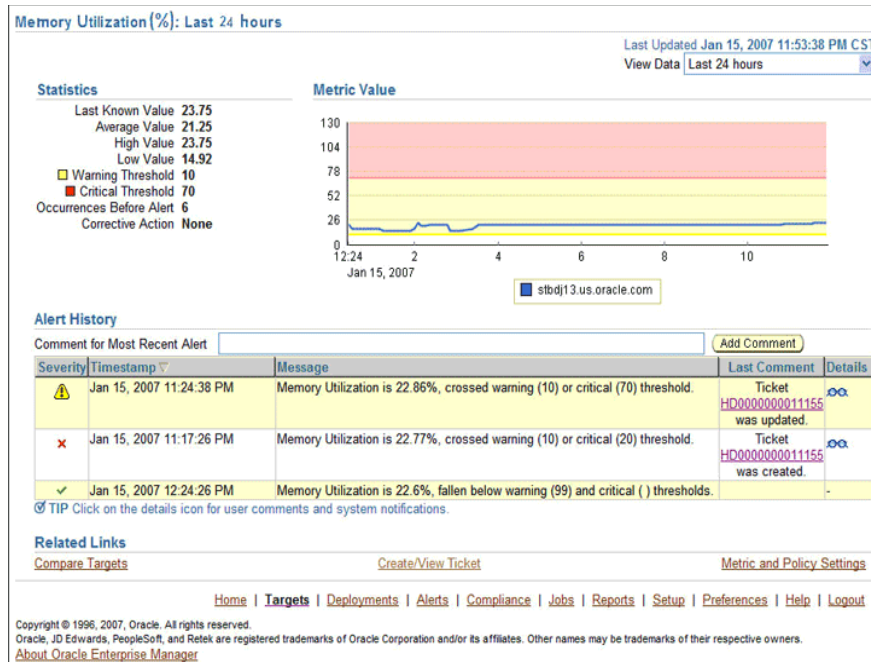 Memory Utilization (%): Last 24 hours
Last Updated Jan 15, 2007 11:53:38 PM CST
View Data Last 24 hours
Statistics
Last Known Value 23.75
Average Value 21.25
High Value 23.75
Low Value 14.92
Warning Threshold 10
Critical Threshold 70
Occurrences Before Alert 6
Corrective Action None
Metric Value
130
104
78
52
26
0
12:24 2 4 6 8 10
Jan 15, 2007
stbdj13.us.oracle.com
Alert History
Comment for Most Recent Alert Add Comment
Severity Timestamp Message Last Comment Details
Jan 15, 2007 11:24:38 PM Memory Utilization is 22.86%, crossed warning (10) or critical (70) threshold. Ticket
HD0000000011155
was updated.
Jan 15, 2007 11:17:26 PM Memory Utilization is 22.77%, crossed warning (10) or critical (20) threshold. Ticket
HD0000000011155
was created.
Jan 15, 2007 12:24:26 PM Memory Utilization is 22.6%, fallen below warning (99) and critical ( ) thresholds. -
TIP Click on the details icon for user comments and system notifications.
Related Links
Compare Targets Create/View Ticket Metric and Policy Settings
Home | Targets | Deployments | Alerts | Compliance | Jobs | Reports | Setup | Preferences | Help | Logout
Copyright © 1996, 2007, Oracle. All rights reserved.
Oracle, JD Edwards, PeopleSoft, and Retek are registered trademarks of Oracle Corporation and/or its affiliates. Other names may be trademarks of their respective owners.
About Oracle Enterprise Manager